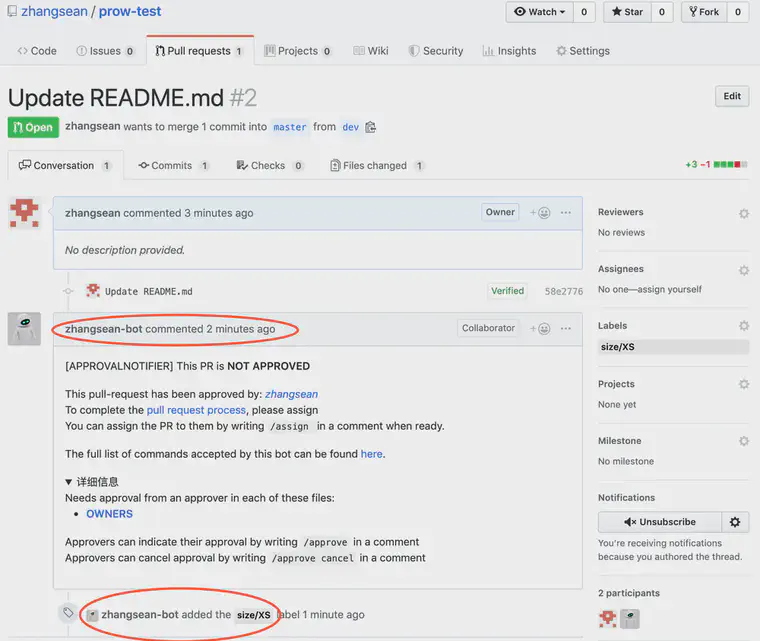 zhangsean / prow-test
Watch 0 Star 0 Fork 0
Code Issues 0 Pull requests 1 Projects 0 Wiki Security Insights Settings
Update README.md #2
Edit
Open zhangsean wants to merge 1 commit into master from dev
Conversation 1 Commits 1 Checks 0 Files changed 1
+3 −1
zhangsean commented 3 minutes ago
Owner
No description provided.
Update README.md
Verified 58e2776
zhangsean-bot commented 2 minutes ago
Collaborator
[APPROVALNOTIFIER] This PR is NOT APPROVED
This pull-request has been approved by: zhangsean
To complete the pull request process, please assign
You can assign the PR to them by writing /assign in a comment when ready.
The full list of commands accepted by this bot can be found here.
▼ 详细信息
Needs approval from an approver in each of these files:
• OWNERS
Approvers can indicate their approval by writing /approve in a comment
Approvers can cancel approval by writing /approve cancel in a comment
zhangsean-bot added the size/XS label 1 minute ago
Reviewers
No reviews
Assignees
No one—assign yourself
Labels
size/XS
Projects
None yet
Milestone
No milestone
Notifications
Unsubscribe
You're receiving notifications
because you authored the thread.
2 participants